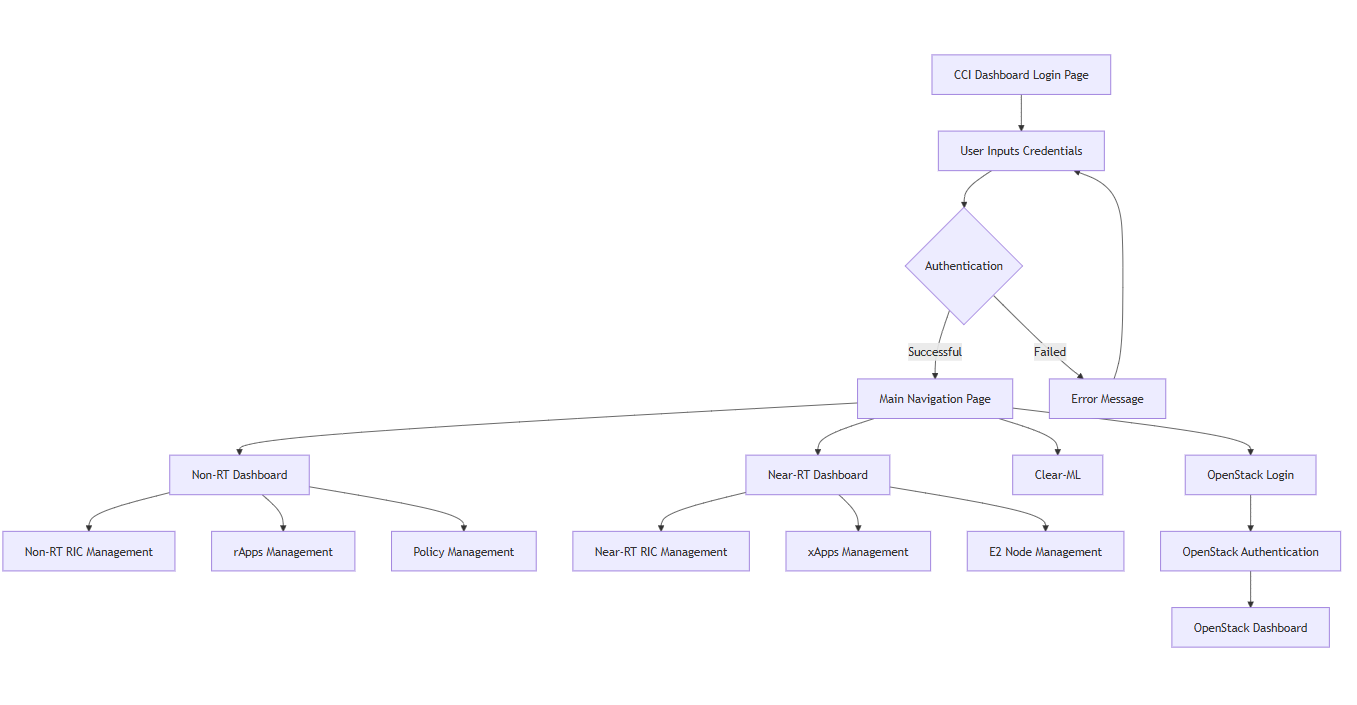 CCI Dashboard Login Page
User Inputs Credentials
Authentication
Successful
Failed
Main Navigation Page
Error Message
Non-RT Dashboard
Near-RT Dashboard
Clear-ML
OpenStack Login
Non-RT RIC Management
rApps Management
Policy Management
Near-RT RIC Management
xApps Management
E2 Node Management
OpenStack Authentication
OpenStack Dashboard